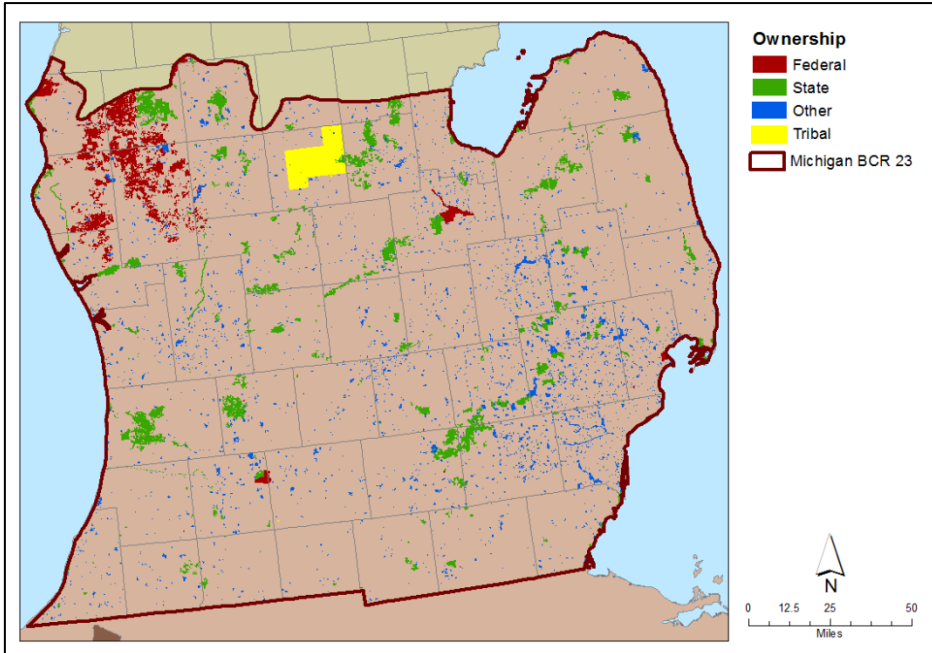 Ownership
Federal
State
Other
Tribal
Michigan BCR 23
N
0 12.5 25 50
Miles